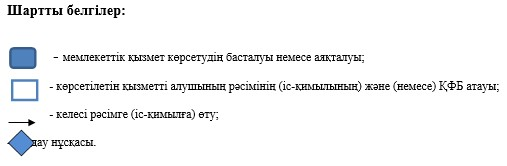 Шартты белгілер:
- мемлекеттік қызмет көрсетудің басталуы немесе аяқталуы;
- көрсетілетін қызметті алушының рәсімінің (іс-қимылының) және (немесе) ҚФБ атауы;
- келесі рәсімге (іс-қимылға) өту;
нұсқасы.